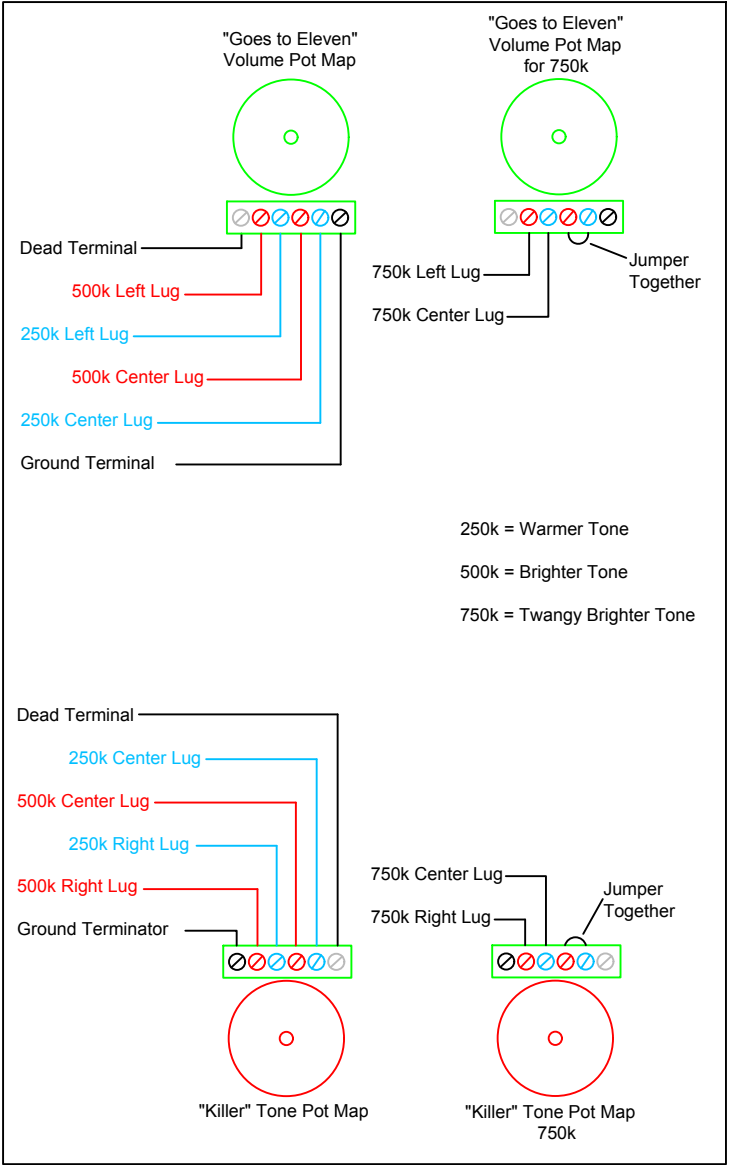 "Goes to Eleven"
Volume Pot Map
"Goes to Eleven"
Volume Pot Map
for 750k
Dead Terminal
500k Left Lug
250k Left Lug
500k Center Lug
250k Center Lug
Ground Terminal
750k Left Lug
750k Center Lug
Jumper
Together
250k = Warmer Tone
500k = Brighter Tone
750k = Twangy Brighter Tone
Dead Terminal
250k Center Lug
500k Center Lug
250k Right Lug
500k Right Lug
Ground Terminator
750k Center Lug
750k Right Lug
Jumper
Together
"Killer" Tone Pot Map
"Killer" Tone Pot Map
750k